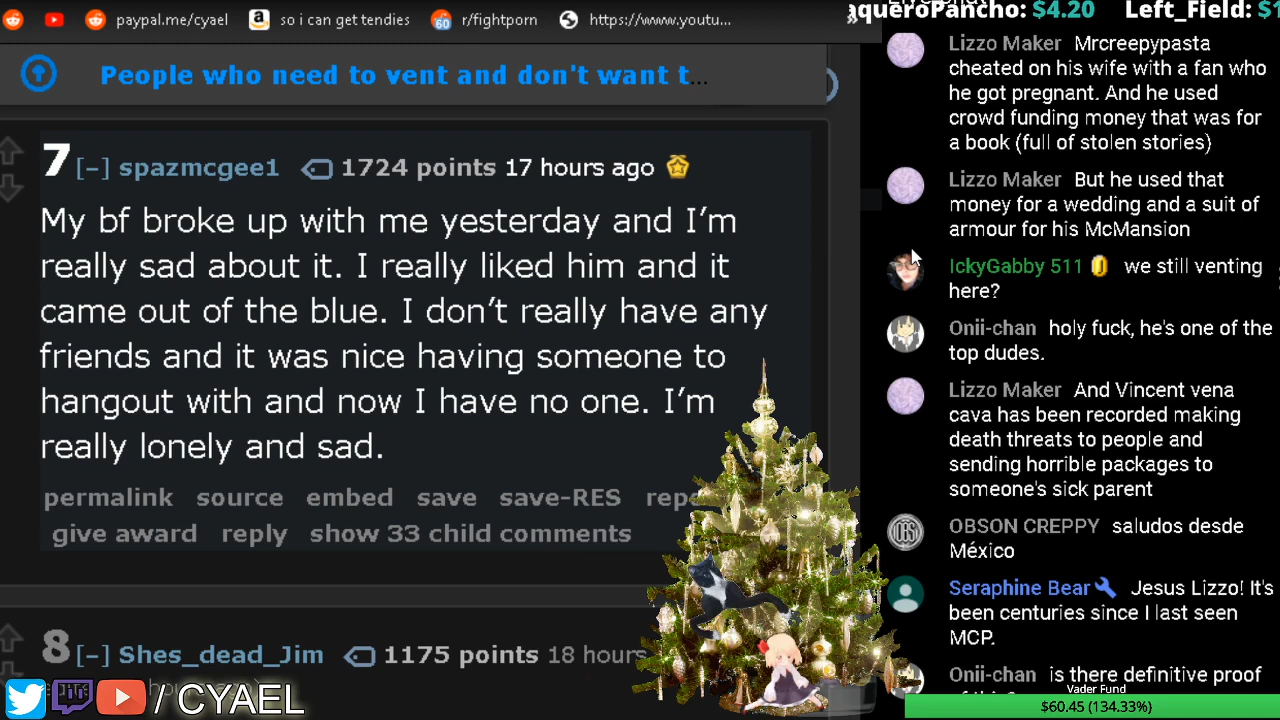 paypal.me/cyael so i can get tendies 60 r/fightporn https://www.youtu...
aqueroPancho: $4.20 Left_Field: $1
People who need to vent and don't want t...
7 [–] spazmcgee1 1724 points 17 hours ago
My bf broke up with me yesterday and I’m
really sad about it. I really liked him and it
came out of the blue. I don’t really have any
friends and it was nice having someone to
hangout with and now I have no one. I’m
really lonely and sad.
permalink source embed save save-RES repo
give award reply show 33 child comments
8 [–] Shes_dead_Jim 1175 points 18 hours
/ CYAEL
Lizzo Maker Mrcreepypasta
cheated on his wife with a fan who
he got pregnant. And he used
crowd funding money that was for
a book (full of stolen stories)
Lizzo Maker But he used that
money for a wedding and a suit of
armour for his McMansion
IckyGabby 511 we still venting
here?
Onii-chan holy fuck, he's one of the
top dudes.
Lizzo Maker And Vincent vena
cava has been recorded making
death threats to people and
sending horrible packages to
someone's sick parent
OBSON CREPPY saludos desde
México
Seraphine Bear Jesus Lizzo! It's
been centuries since I last seen
MCP.
Onii-chan is there definitive proof
Vader Fund
$60.45 (134.33%)